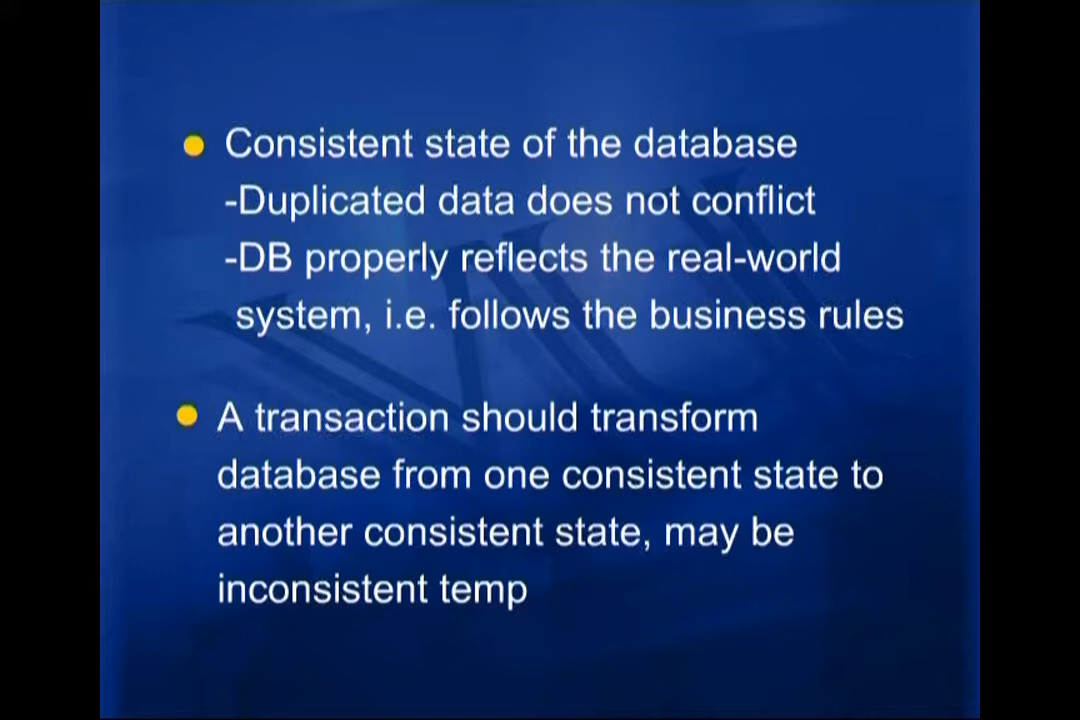 Consistent state of the database
-Duplicated data does not conflict
-DB properly reflects the real-world
system, i.e. follows the business rules
A transaction should transform
database from one consistent state to
another consistent state, may be
inconsistent temp
VU